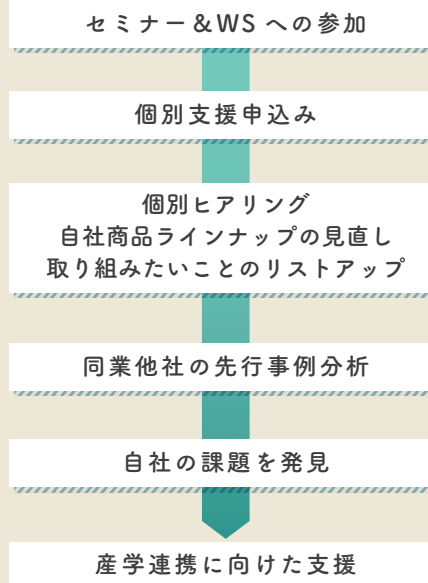 セミナー＆WS への参加
個別支援申込み
個別ヒアリング
自社商品ラインナップの見直し
取り組みたいことのリストアップ
同業他社の先行事例分析
自社の課題を発見
産学連携に向けた支援